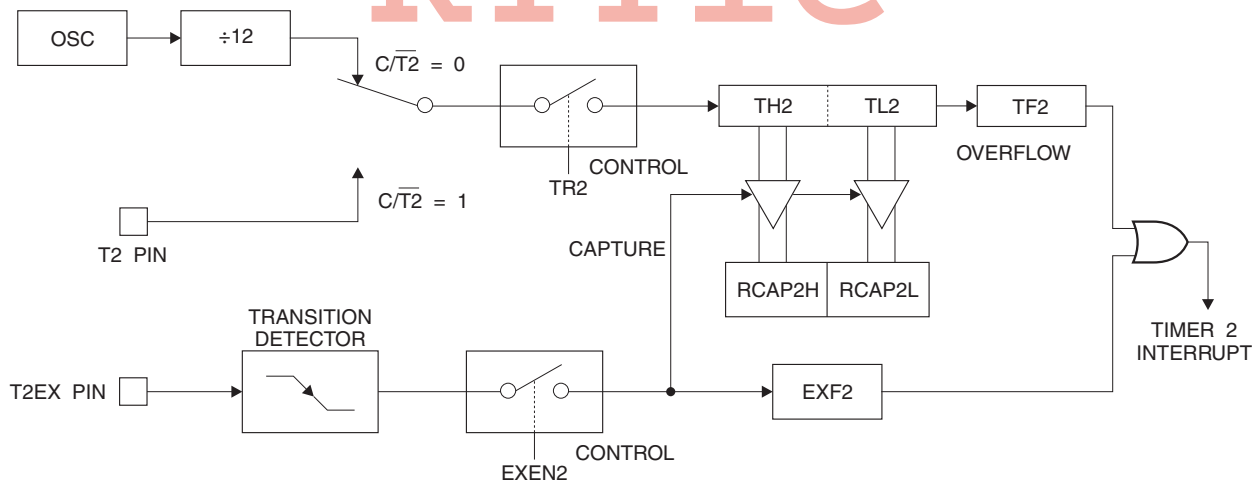 OSC
÷12
C/T2 = 0
TH2
TL2
TF2
OVERFLOW
CONTROL
TR2
C/T2 = 1
T2 PIN
CAPTURE
RCAP2H
RCAP2L
TIMER 2
INTERRUPT
TRANSITION
DETECTOR
T2EX PIN
EXF2
CONTROL
EXEN2